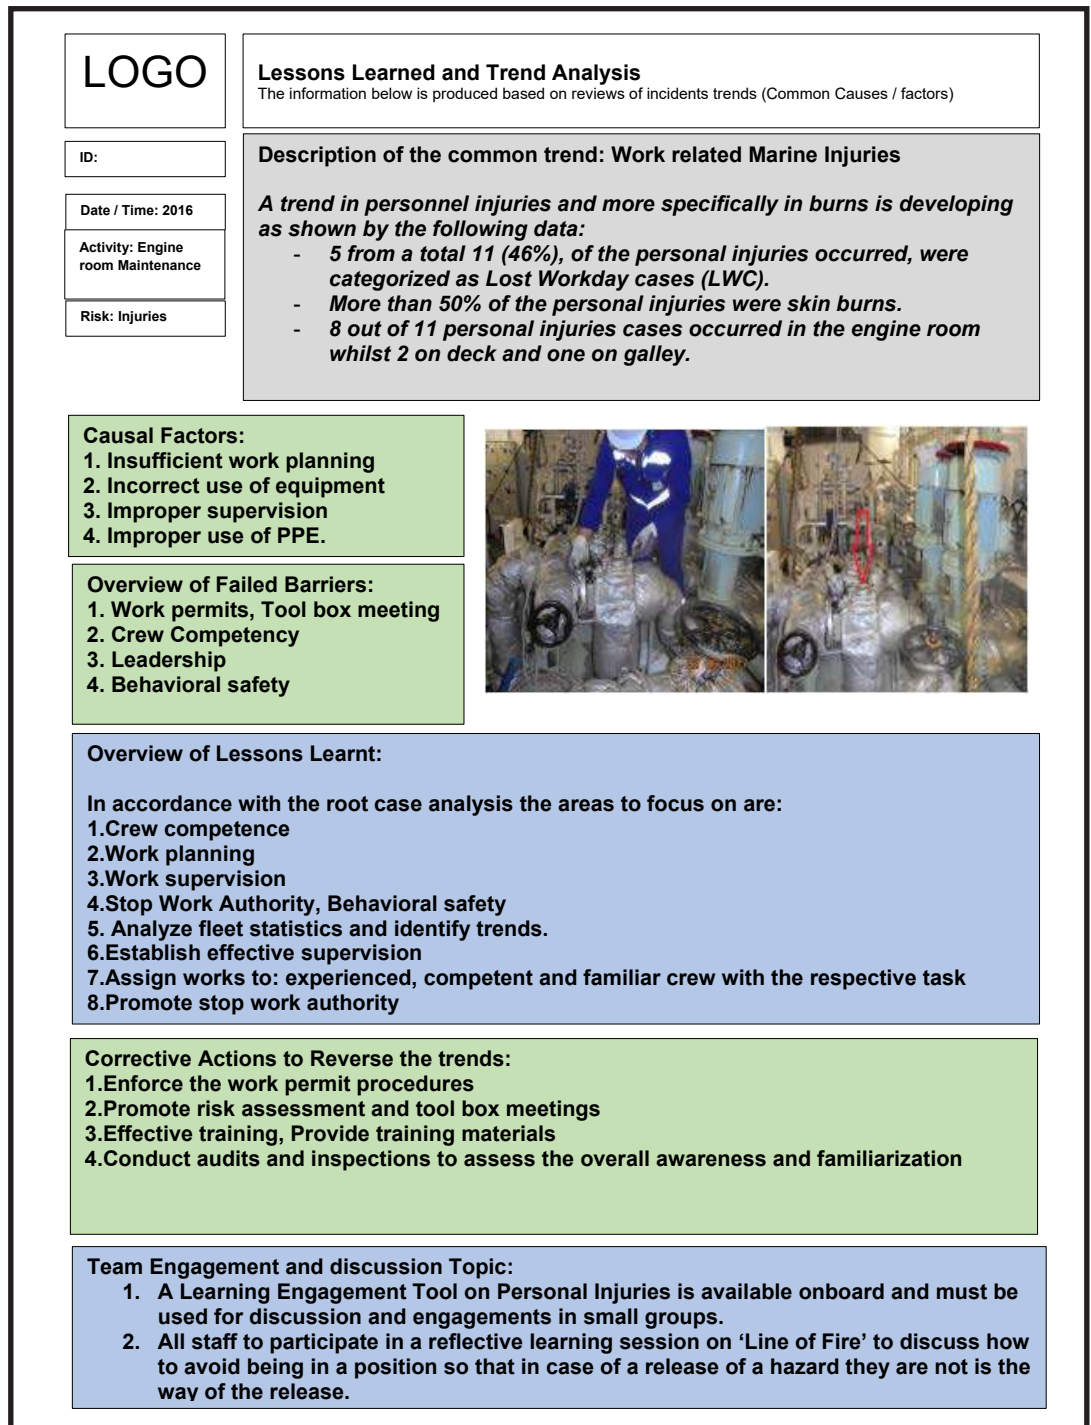 LOGO
Lessons Learned and Trend Analysis
The information below is produced based on reviews of incidents trends (Common Causes / factors)
ID:
Date / Time: 2016
Activity: Engine
room Maintenance
Risk: Injuries
Description of the common trend: Work related Marine Injuries
A trend in personnel injuries and more specifically in burns is developing
as shown by the following data:
- 5 from a total 11 (46%), of the personal injuries occurred, were
categorized as Lost Workday cases (LWC).
- More than 50% of the personal injuries were skin burns.
- 8 out of 11 personal injuries cases occurred in the engine room
whilst 2 on deck and one on galley.
Causal Factors:
1. Insufficient work planning
2. Incorrect use of equipment
3. Improper supervision
4. Improper use of PPE.
Overview of Failed Barriers:
1. Work permits, Tool box meeting
2. Crew Competency
3. Leadership
4. Behavioral safety
Overview of Lessons Learnt:
In accordance with the root case analysis the areas to focus on are:
1.Crew competence
2.Work planning
3.Work supervision
4.Stop Work Authority, Behavioral safety
5. Analyze fleet statistics and identify trends.
6.Establish effective supervision
7.Assign works to: experienced, competent and familiar crew with the respective task
8.Promote stop work authority
Corrective Actions to Reverse the trends:
1.Enforce the work permit procedures
2.Promote risk assessment and tool box meetings
3.Effective training, Provide training materials
4.Conduct audits and inspections to assess the overall awareness and familiarization
Team Engagement and discussion Topic:
1. A Learning Engagement Tool on Personal Injuries is available onboard and must be
used for discussion and engagements in small groups.
2. All staff to participate in a reflective learning session on ‘Line of Fire’ to discuss how
to avoid being in a position so that in case of a release of a hazard they are not is the
way of the release.